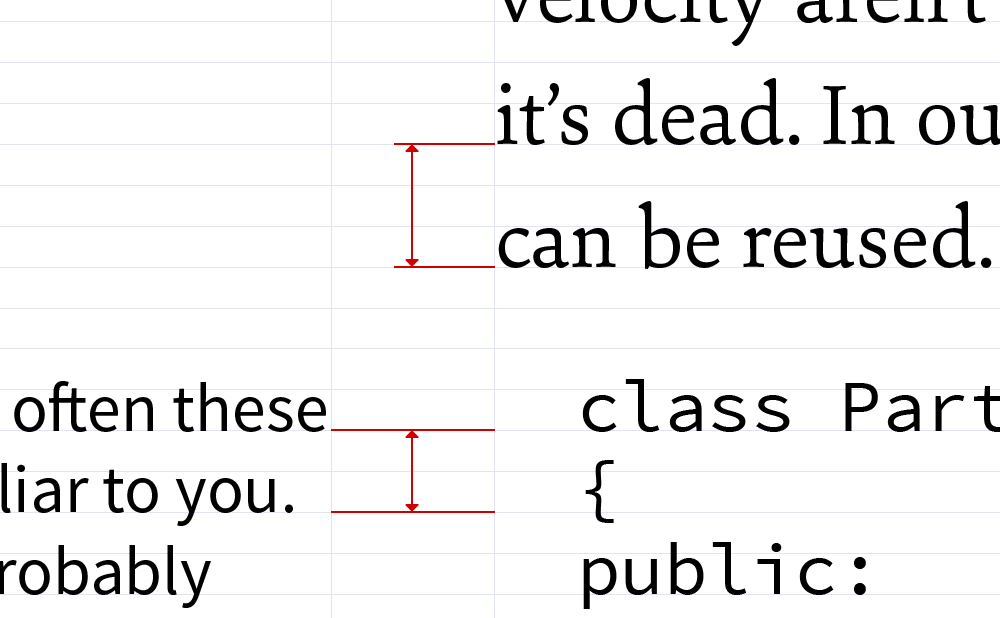 velocity aren't
it’s dead. In ou
can be reused.
often these
liar to you.
robably
class Part
{
public: